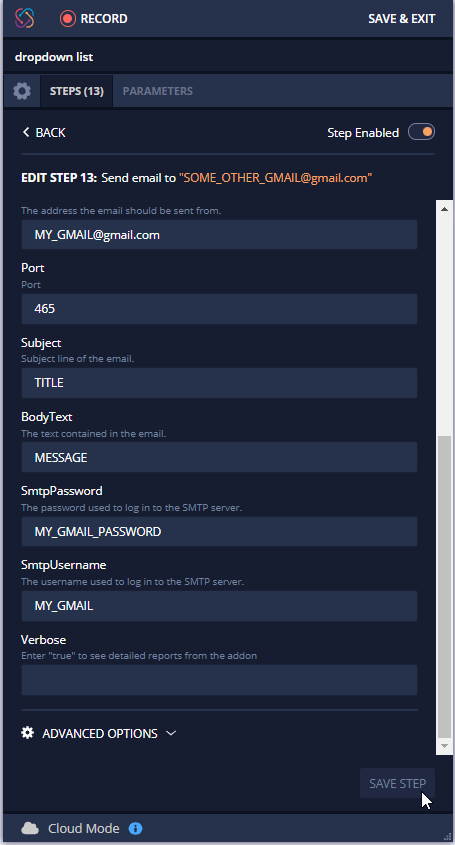 RECORD SAVE & EXIT
dropdown list
STEPS (13) PARAMETERS
BACK Step Enabled
EDIT STEP 13: Send email to "SOME_OTHER_GMAIL@gmail.com"
The address the email should be sent from.
MY_GMAIL@gmail.com
Port
Port
465
Subject
Subject line of the email.
TITLE
BodyText
The text contained in the email.
MESSAGE
SmtpPassword
The password used to log in to the SMTP server.
MY_GMAIL_PASSWORD
SmtpUsername
The username used to log in to the SMTP server.
MY_GMAIL
Verbose
Enter "true" to see detailed reports from the addon
ADVANCED OPTIONS
SAVE STEP
Cloud Mode